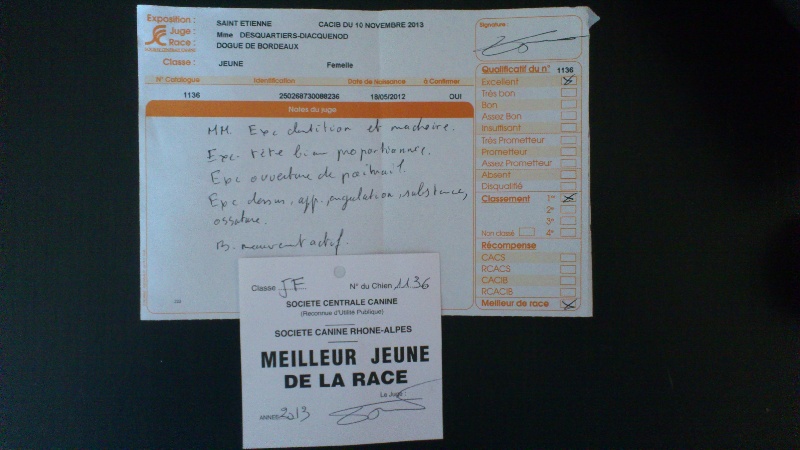 Exposition : SAINT ETIENNE CACIB DU 10 NOVEMBRE 2013
Juge : Mme DESQUARTIERS-DIACQUENOD
Race : DOGUE DE BORDEAUX
Classe : JEUNE Femelle
N° Catalogue Identification Date de Naissance à Confirmer
1136 250268730088236 18/05/2012 OUI
Notes du juge
MM. Exc dentition et machoire.
Exc. tête bien proportionnée.
Exc ouverture de poitrail.
Exc dessus, app, angulation, substance,
ossature.
B. mouvement actif.
Signature :
Qualificatif du n° 1136
Excellent
Très bon
Bon
Assez Bon
Insuffisant
Très Prometteur
Prometteur
Assez Prometteur
Absent
Disqualifié
Classement 1er
2e
3e
Non classé 4e
Récompense
CACS
RCACS
CACIB
RCACIB
Meilleur de race
Classe JF N° du Chien 1136
SOCIETE CENTRALE CANINE
(Reconnue d'Utilité Publique)
SOCIETE CANINE RHONE-ALPES
MEILLEUR JEUNE
DE LA RACE
Le Juge :
ANNEE 2013